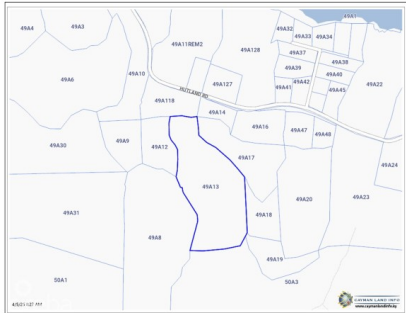 49A4
49A3
49A11REM2
49A128
49A32
49A33
49A34
49A1
49A37
49A38
49A39
49A40
49A6
49A10
49A127
49A41
49A42
49A45
49A22
RUTLAND RD
49A118
49A14
49A16
49A47
49A48
49A30
49A9
49A12
49A17
49A24
49A13
49A20
49A23
49A31
49A18
49A8
49A19
50A1
50A3
CAYMAN LAND INFO
www.caymanlandinfo.ky